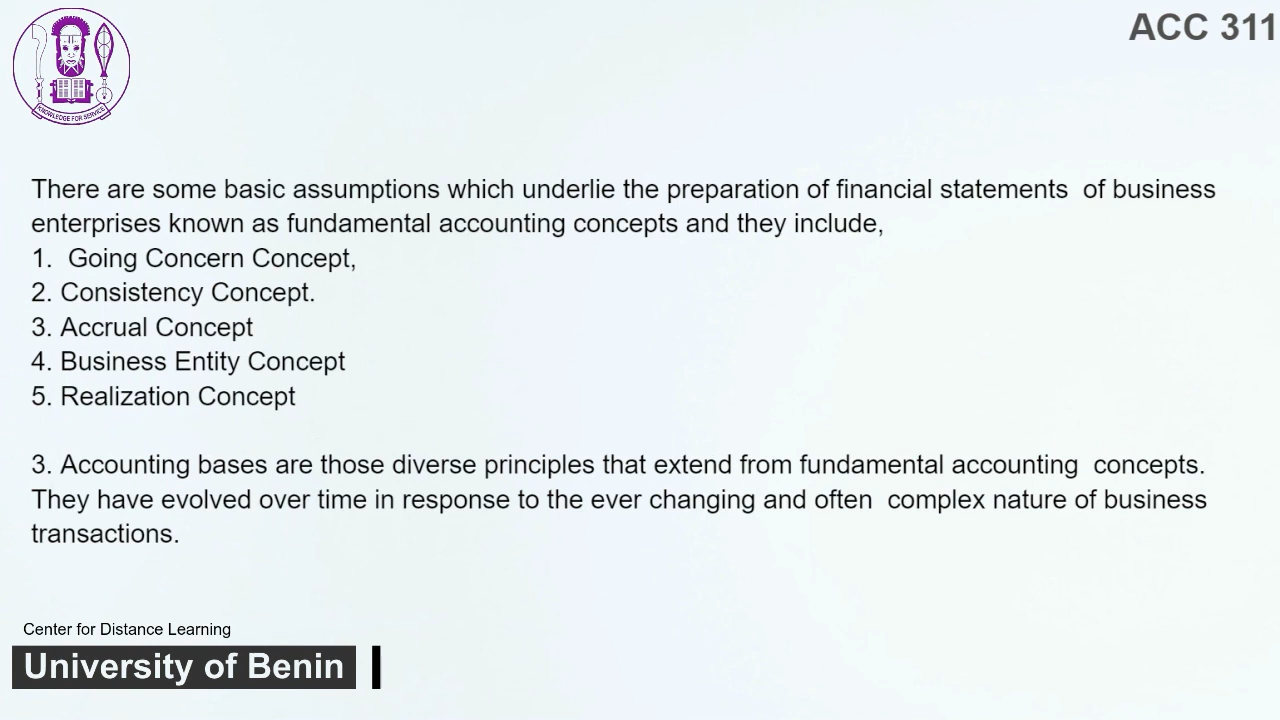 ACC 311
KNOWLEDGE FOR SERVICE
There are some basic assumptions which underlie the preparation of financial statements  of business
enterprises known as fundamental accounting concepts and they include,
1.  Going Concern Concept,
2. Consistency Concept.
3. Accrual Concept
4. Business Entity Concept
5. Realization Concept
3. Accounting bases are those diverse principles that extend from fundamental accounting  concepts.
They have evolved over time in response to the ever changing and often  complex nature of business
transactions.
Center for Distance Learning
University of Benin